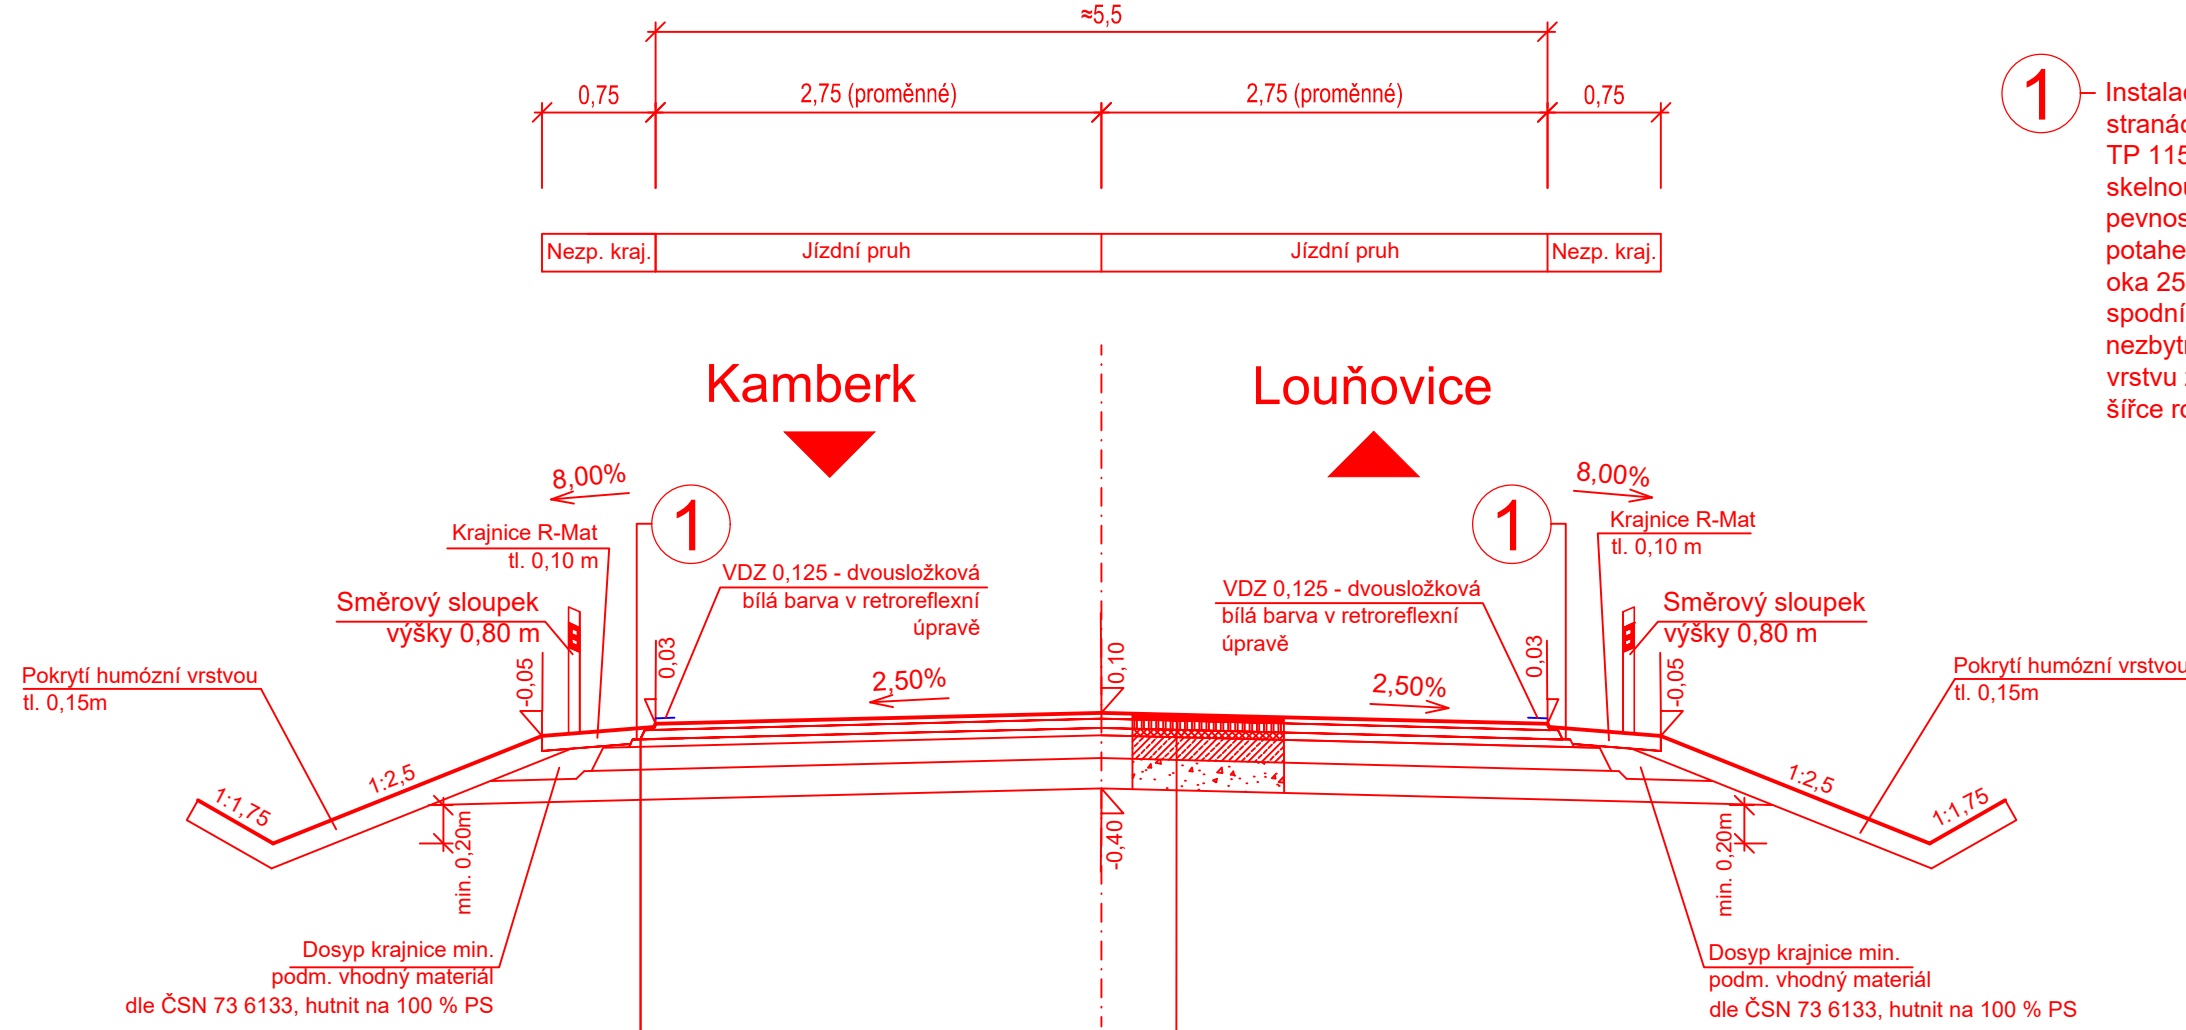 ≈5,5
0,75
2,75 (proměnné)
2,75 (proměnné)
0,75
Nezp. kraj.
Jízdní pruh
Jízdní pruh
Nezp. kraj.
1
TP 115
oka 25
spodní
vrstvu
šířce
Kamberk
Louňovice
8,00%
8,00%
1
1
Krajnice R-Mat
tl. 0,10 m
Krajnice R-Mat
tl. 0,10 m
VDZ 0,125 - dvousložková
bílá barva v retroreflexní
úpravě
VDZ 0,125 - dvousložková
bílá barva v retroreflexní
úpravě
Směrový sloupek
výšky 0,80 m
Směrový sloupek
výšky 0,80 m
Pokrytí humózní vrstvou
tl. 0,15m
Pokrytí humózní vrstvou
tl. 0,15m
-0,05
0,03
0,10
0,03
-0,05
2,50%
2,50%
1:1,75
1:2,5
1:2,5
1:1,75
min. 0,20m
-0,40
min. 0,20m
Dosyp krajnice min.
podm. vhodný materiál
dle ČSN 73 6133, hutnit na 100 % PS
Dosyp krajnice min.
podm. vhodný materiál
dle ČSN 73 6133, hutnit na 100 % PS